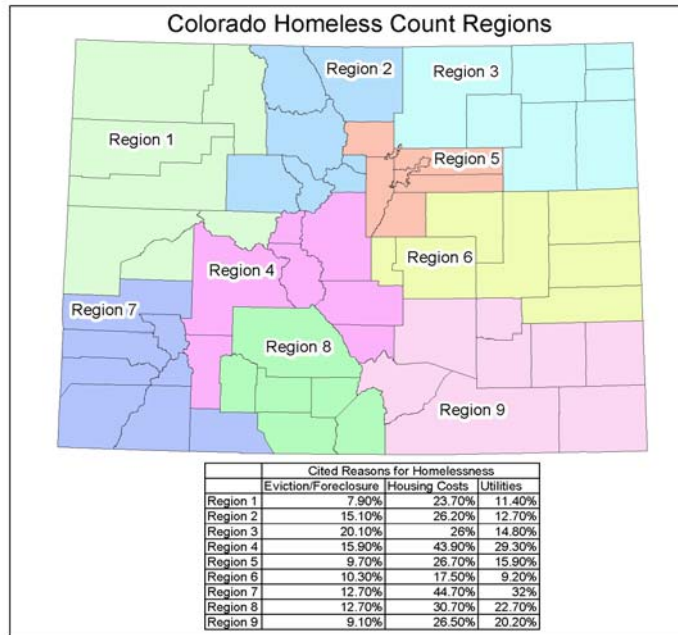 Colorado Homeless Count Regions
Region 2
Region 3
Region 1
Region 5
Region 4
Region 6
Region 7
Region 8
Region 9
Cited Reasons for Homelessness
Eviction/Foreclosure Housing Costs Utilities
Region 1 7.90% 23.70% 11.40%
Region 2 15.10% 26.20% 12.70%
Region 3 20.10% 26% 14.80%
Region 4 15.90% 43.90% 29.30%
Region 5 9.70% 26.70% 15.90%
Region 6 10.30% 17.50% 9.20%
Region 7 12.70% 44.70% 32%
Region 8 12.70% 30.70% 22.70%
Region 9 9.10% 26.50% 20.20%